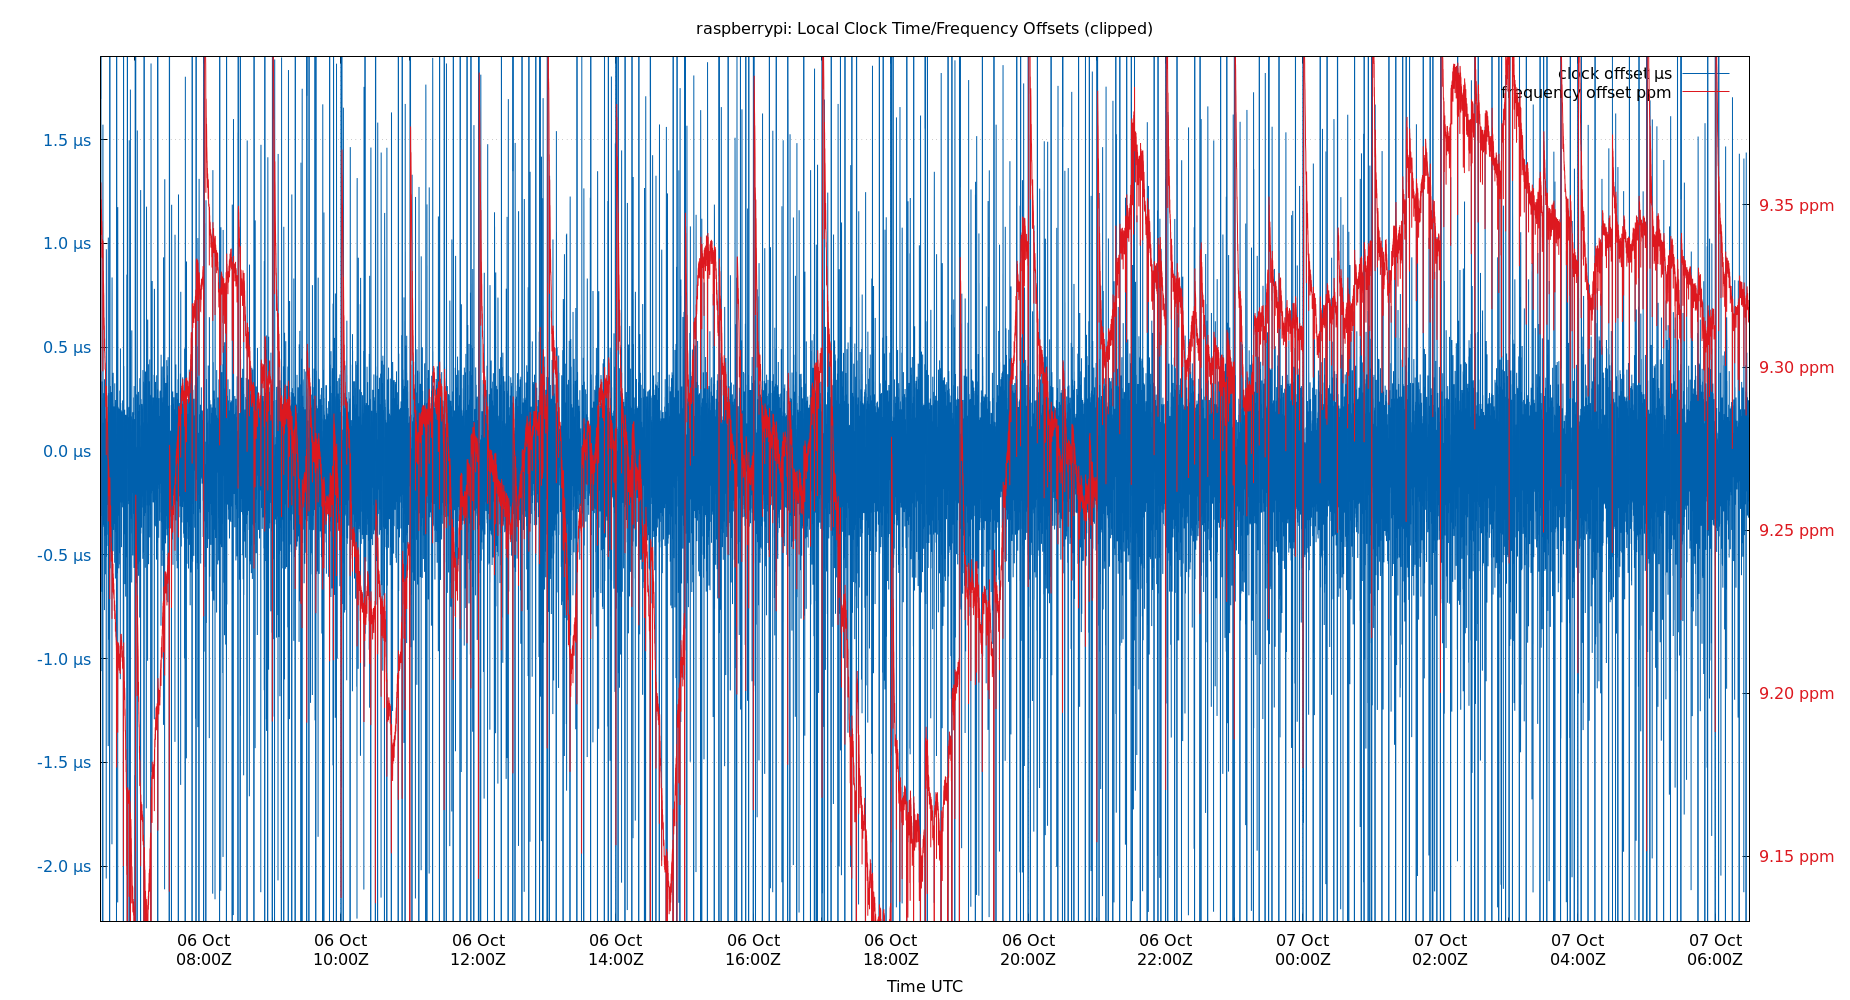 raspberrypi: Local Clock Time/Frequency Offsets (clipped)
clock offset µs
frequency offset ppm
1.5 µs
1.0 µs
0.5 µs
0.0 µs
-0.5 µs
-1.0 µs
-1.5 µs
-2.0 µs
9.35 ppm
9.30 ppm
9.25 ppm
9.20 ppm
9.15 ppm
06 Oct 06 Oct 06 Oct 06 Oct 06 Oct 06 Oct 06 Oct 06 Oct 07 Oct 07 Oct 07 Oct 07 Oct
08:00Z 10:00Z 12:00Z 14:00Z 16:00Z 18:00Z 20:00Z 22:00Z 00:00Z 02:00Z 04:00Z 06:00Z
Time UTC